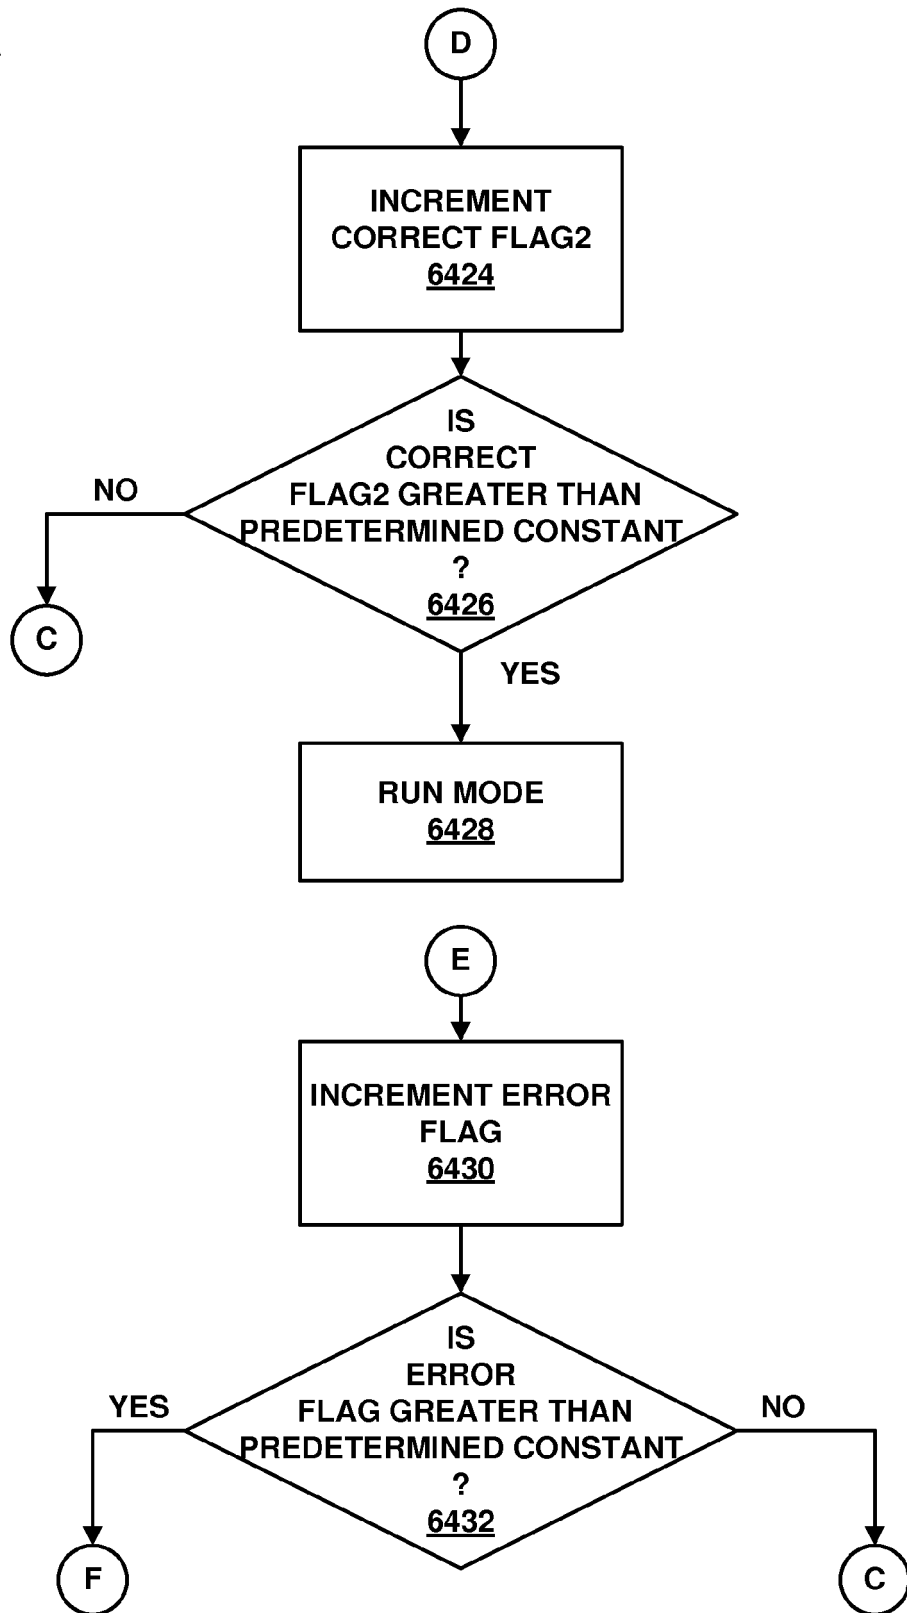 D
INCREMENT
CORRECT FLAG2
6424
IS
CORRECT
FLAG2 GREATER THAN
PREDETERMINED CONSTANT
?
6426
NO
C
YES
RUN MODE
6428
E
INCREMENT ERROR
FLAG
6430
IS
ERROR
FLAG GREATER THAN
PREDETERMINED CONSTANT
?
6432
YES
NO
F
C